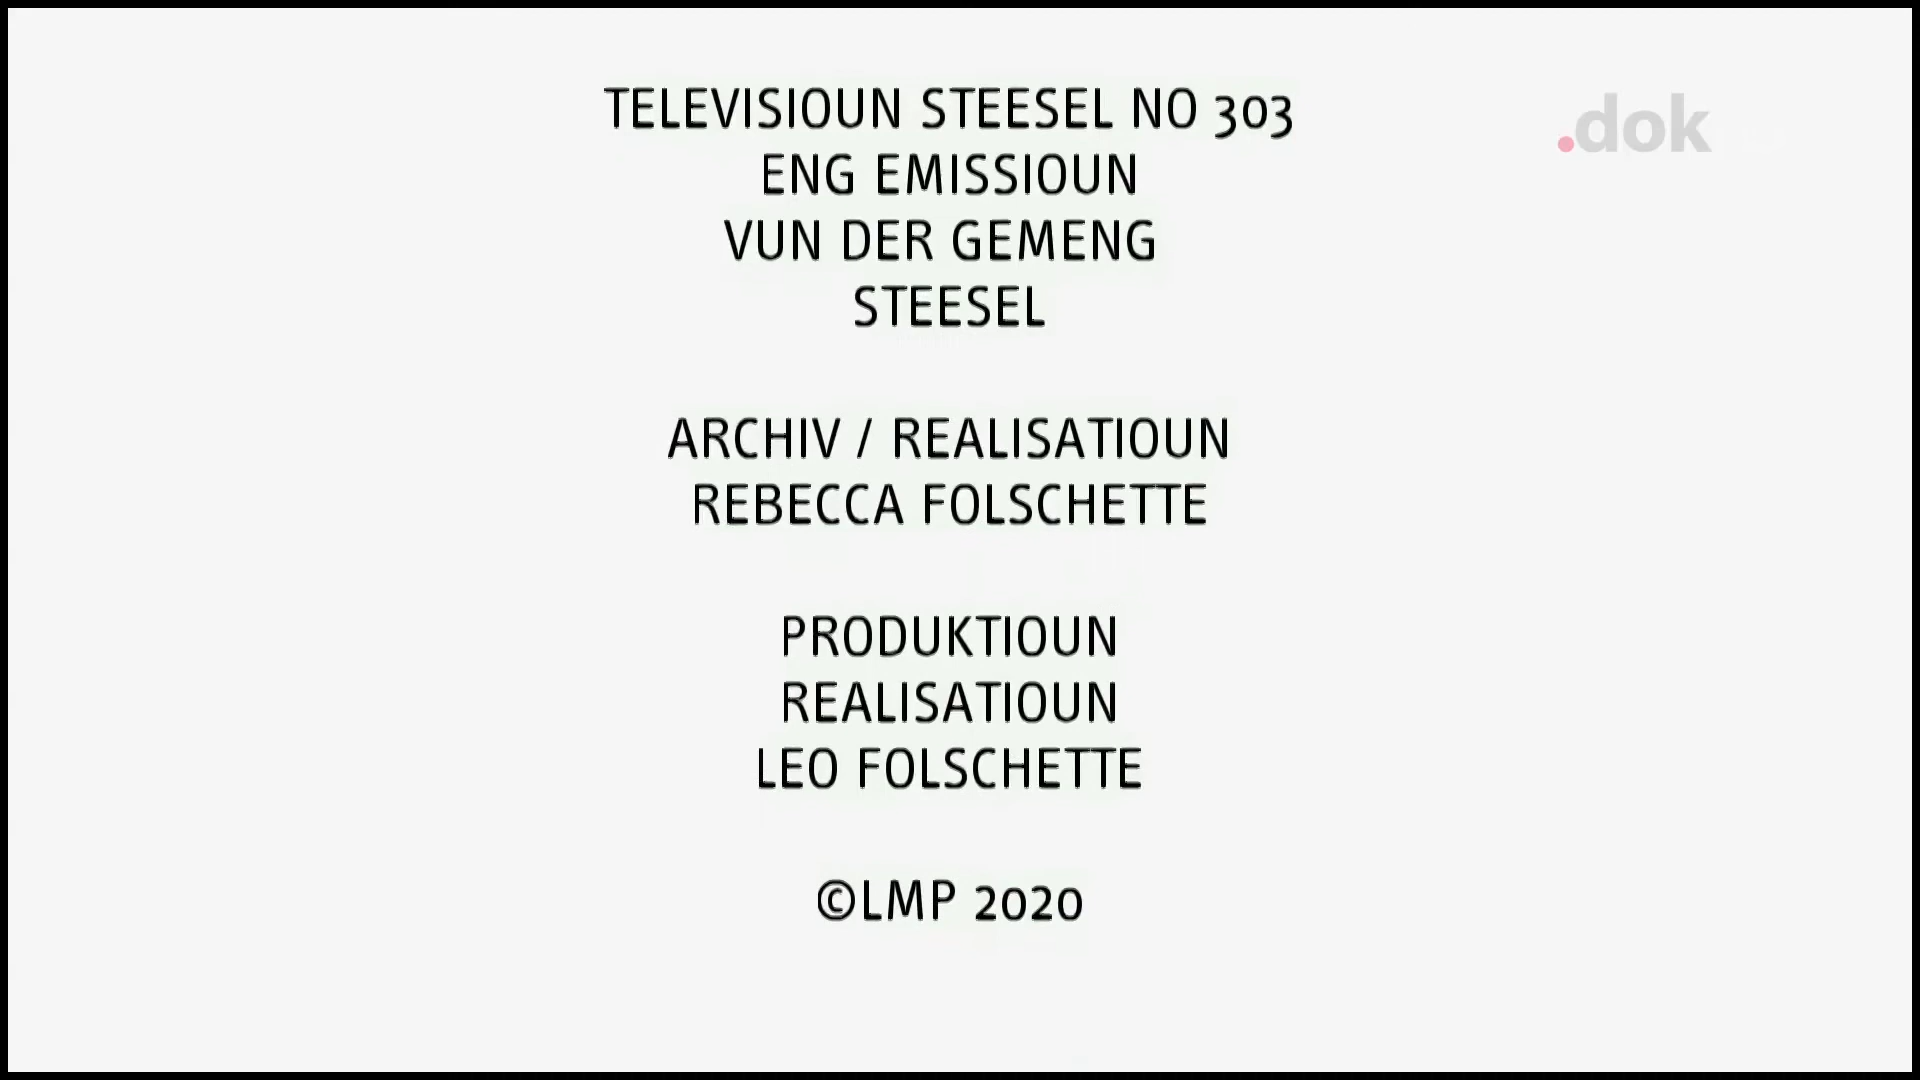 TELEVISIOUN STEESEL NO 303
.dok
ENG EMISSIOUN
VUN DER GEMENG
STEESEL
ARCHIV / REALISATIOUN
REBECCA FOLSCHETTE
PRODUKTIOUN
REALISATIOUN
LEO FOLSCHETTE
©LMP 2020